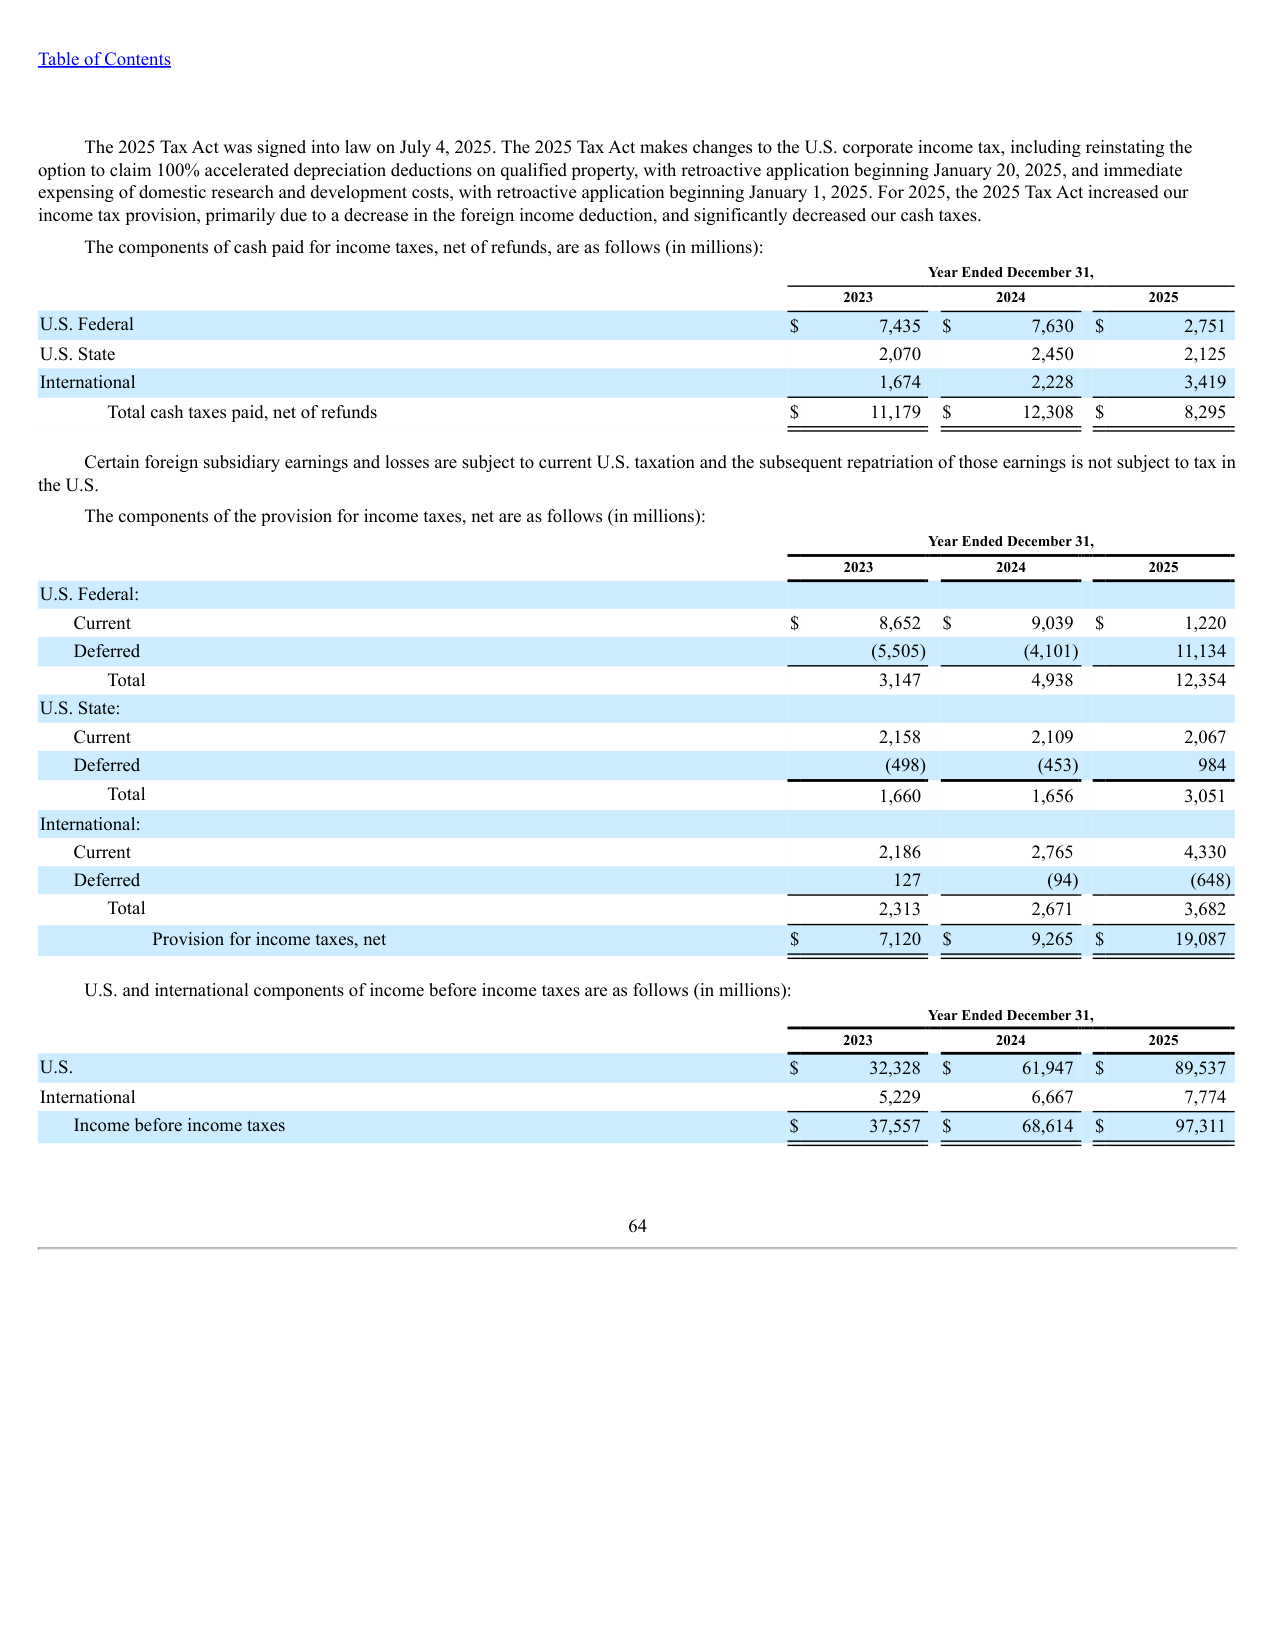 Table of Contents
The 2025 Tax Act was signed into law on July 4, 2025. The 2025 Tax Act makes changes to the U.S. corporate income tax, including reinstating the
option to claim 100% accelerated depreciation deductions on qualified property, with retroactive application beginning January 20, 2025, and immediate
expensing of domestic research and development costs, with retroactive application beginning January 1, 2025. For 2025, the 2025 Tax Act increased our
income tax provision, primarily due to a decrease in the foreign income deduction, and significantly decreased our cash taxes.
The components of cash paid for income taxes, net of refunds, are as follows (in millions):
Year Ended December 31,
2023 2024 2025
U.S. Federal $ 7,435 $ 7,630 $ 2,751
U.S. State 2,070 2,450 2,125
International 1,674 2,228 3,419
Total cash taxes paid, net of refunds $ 11,179 $ 12,308 $ 8,295
Certain foreign subsidiary earnings and losses are subject to current U.S. taxation and the subsequent repatriation of those earnings is not subject to tax in
the U.S.
The components of the provision for income taxes, net are as follows (in millions):
Year Ended December 31,
2023 2024 2025
U.S. Federal:
Current $ 8,652 $ 9,039 $ 1,220
Deferred (5,505) (4,101) 11,134
Total 3,147 4,938 12,354
U.S. State:
Current 2,158 2,109 2,067
Deferred (498) (453) 984
Total 1,660 1,656 3,051
International:
Current 2,186 2,765 4,330
Deferred 127 (94) (648)
Total 2,313 2,671 3,682
Provision for income taxes, net $ 7,120 $ 9,265 $ 19,087
U.S. and international components of income before income taxes are as follows (in millions):
Year Ended December 31,
2023 2024 2025
U.S. $ 32,328 $ 61,947 $ 89,537
International 5,229 6,667 7,774
Income before income taxes $ 37,557 $ 68,614 $ 97,311
64